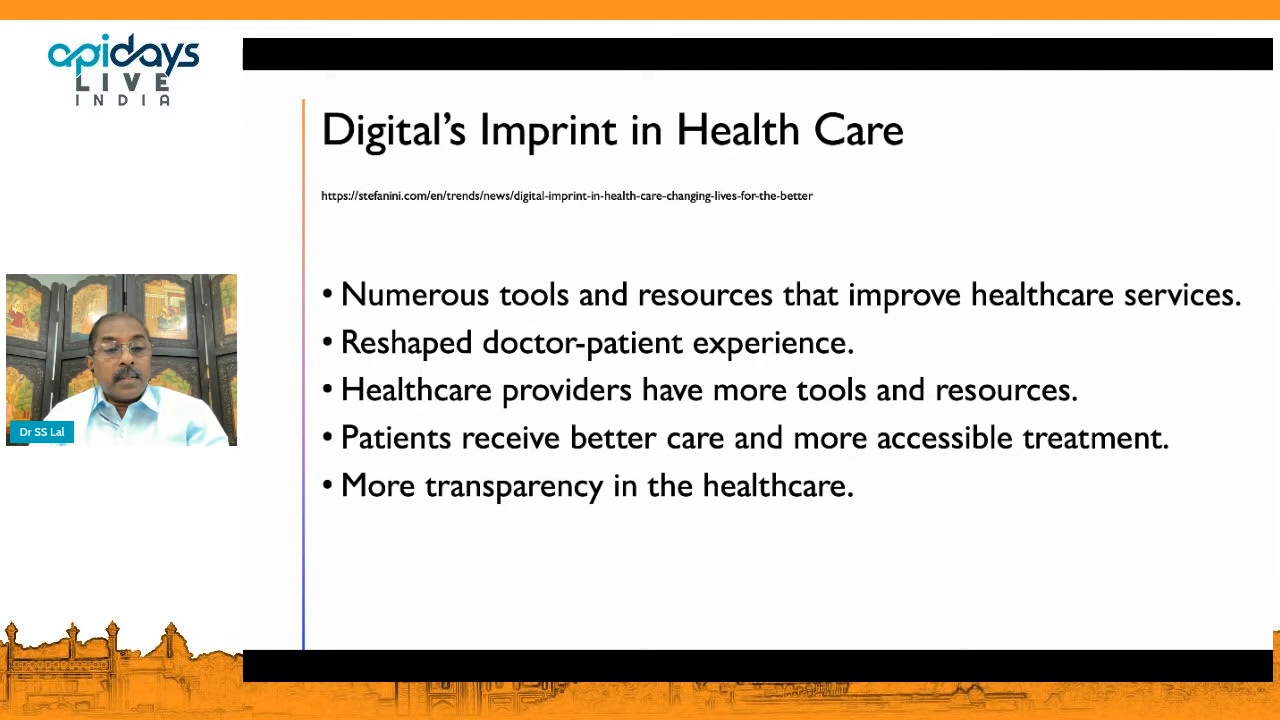 apidays
LIVE
INDIA
Digital's Imprint in Health Care
https://stefanini.com/en/trends/news/digital-imprint-in-health-care-changing-lives-for-the-better
• Numerous tools and resources that improve healthcare services.
• Reshaped doctor-patient experience.
• Healthcare providers have more tools and resources.
• Patients receive better care and more accessible treatment.
• More transparency in the healthcare.
Dr SS Lal